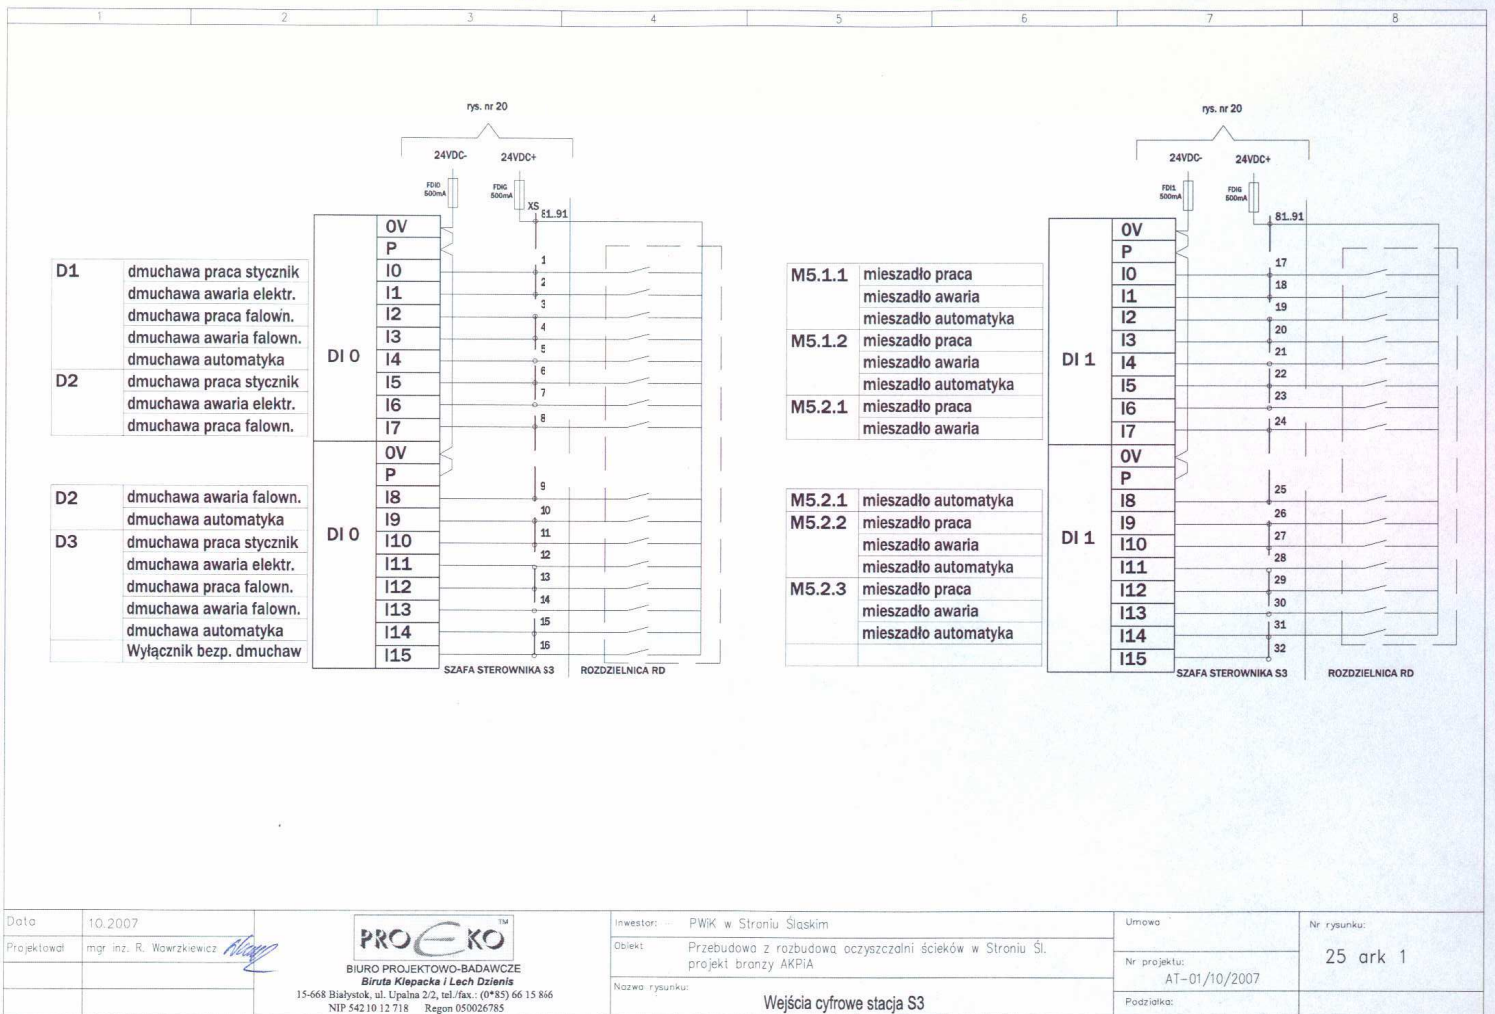 1 2 3 4 5 6 7 8
rys. nr 20
24VDC- 24VDC+
FDI0 500mA
FDIG 500mA
XS
81..91
DI 0
0V
P
D1 dmuchawa praca stycznik I0 1
dmuchawa awaria elektr. I1 2
dmuchawa praca falown. I2 3
dmuchawa awaria falown. I3 4
dmuchawa automatyka I4 5
D2 dmuchawa praca stycznik I5 6
dmuchawa awaria elektr. I6 7
dmuchawa praca falown. I7 8
DI 0
0V
P
D2 dmuchawa awaria falown. I8 9
dmuchawa automatyka I9 10
D3 dmuchawa praca stycznik I10 11
dmuchawa awaria elektr. I11 12
dmuchawa praca falown. I12 13
dmuchawa awaria falown. I13 14
dmuchawa automatyka I14 15
Wyłącznik bezp. dmuchaw I15 16
SZAFA STEROWNIKA S3 ROZDZIELNICA RD
rys. nr 20
24VDC- 24VDC+
FDI1 500mA
FDIG 500mA
81..91
DI 1
0V
P
M5.1.1 mieszadło praca I0 17
mieszadło awaria I1 18
mieszadło automatyka I2 19
M5.1.2 mieszadło praca I3 20
mieszadło awaria I4 21
mieszadło automatyka I5 22
M5.2.1 mieszadło praca I6 23
mieszadło awaria I7 24
DI 1
0V
P
M5.2.1 mieszadło automatyka I8 25
M5.2.2 mieszadło praca I9 26
mieszadło awaria I10 27
mieszadło automatyka I11 28
M5.2.3 mieszadło praca I12 29
mieszadło awaria I13 30
mieszadło automatyka I14 31
I15 32
SZAFA STEROWNIKA S3 ROZDZIELNICA RD
Data 10.2007
Projektował mgr inż. R. Wawrzkiewicz
PRO EKO TM
BIURO PROJEKTOWO-BADAWCZE
Biruta Klepacka i Lech Dzienis
15-668 Białystok, ul. Upalna 2/2, tel./fax.: (0*85) 66 15 866
NIP 542 10 12 718 Regon 050026785
Inwestor: PWiK w Stroniu Śląskim
Obiekt Przebudowa z rozbudową oczyszczalni ścieków w Stroniu Śl.
projekt branży AKPiA
Nazwa rysunku:
Wejścia cyfrowe stacja S3
Umowa
Nr projektu:
AT-01/10/2007
Podziałka:
Nr rysunku:
25 ark 1